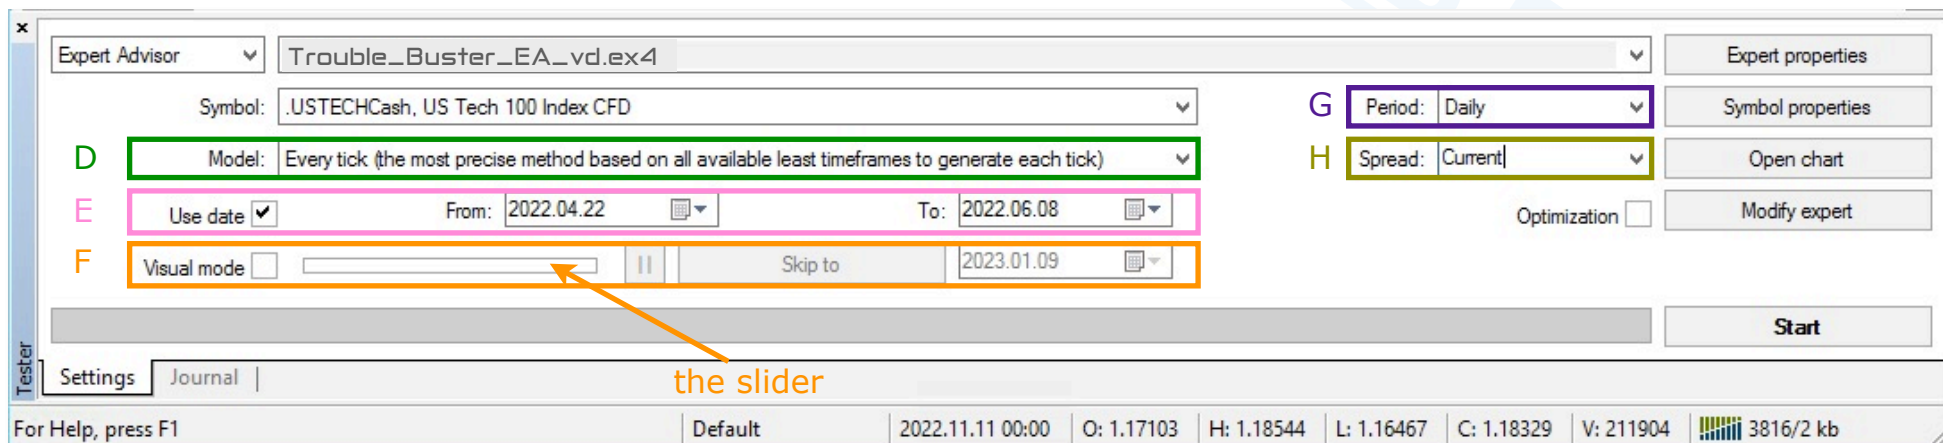 Expert Advisor Trouble_Buster_EA_vd.ex4 Expert properties
Symbol: .USTECHCash, US Tech 100 Index CFD G Period: Daily Symbol properties
D Model: Every tick (the most precise method based on all available least timeframes to generate each tick) H Spread: Current Open chart
E Use date From: 2022.04.22 To: 2022.06.08 Optimization Modify expert
F Visual mode Skip to 2023.01.09
Start
Tester
Settings Journal
the slider
For Help, press F1 Default 2022.11.11 00:00 O: 1.17103 H: 1.18544 L: 1.16467 C: 1.18329 V: 211904 3816/2 kb